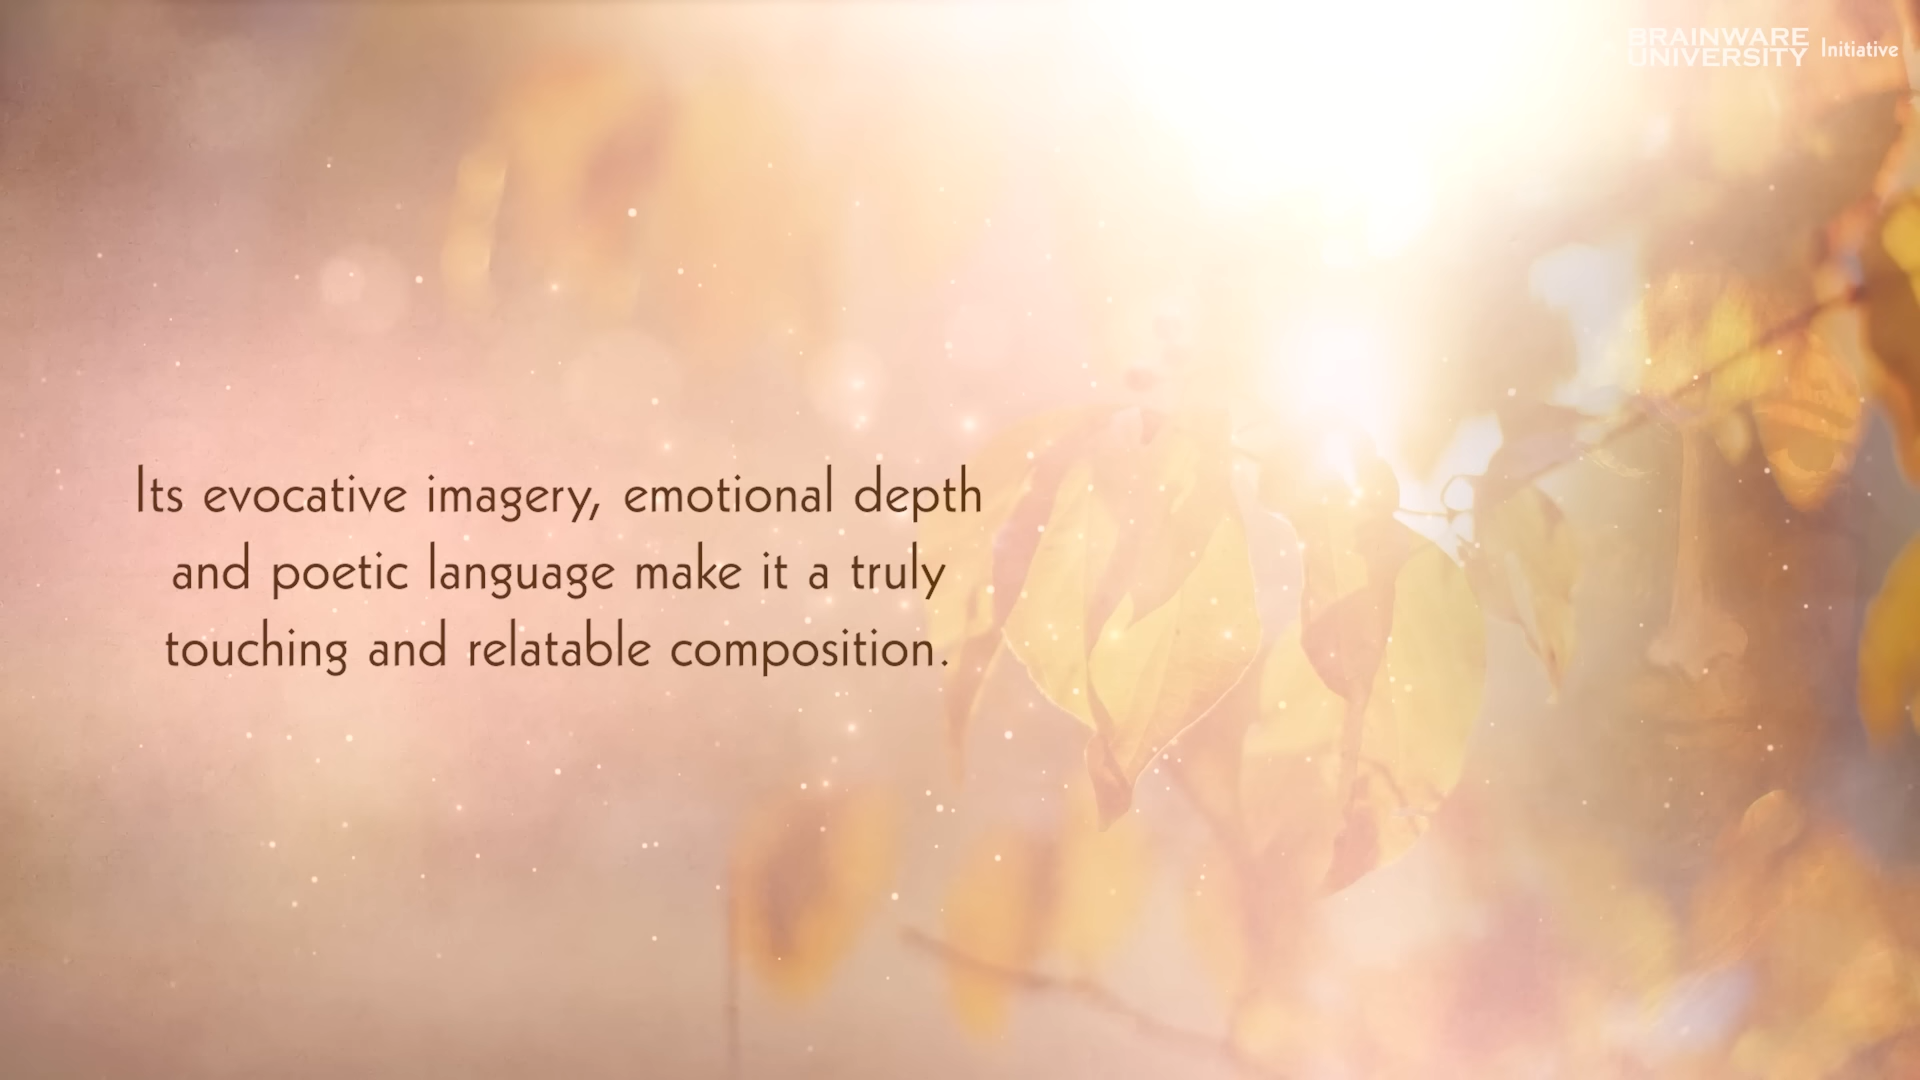 BRAINWARE
UNIVERSITY Initiative
Its evocative imagery, emotional depth
and poetic language make it a truly
touching and relatable composition.